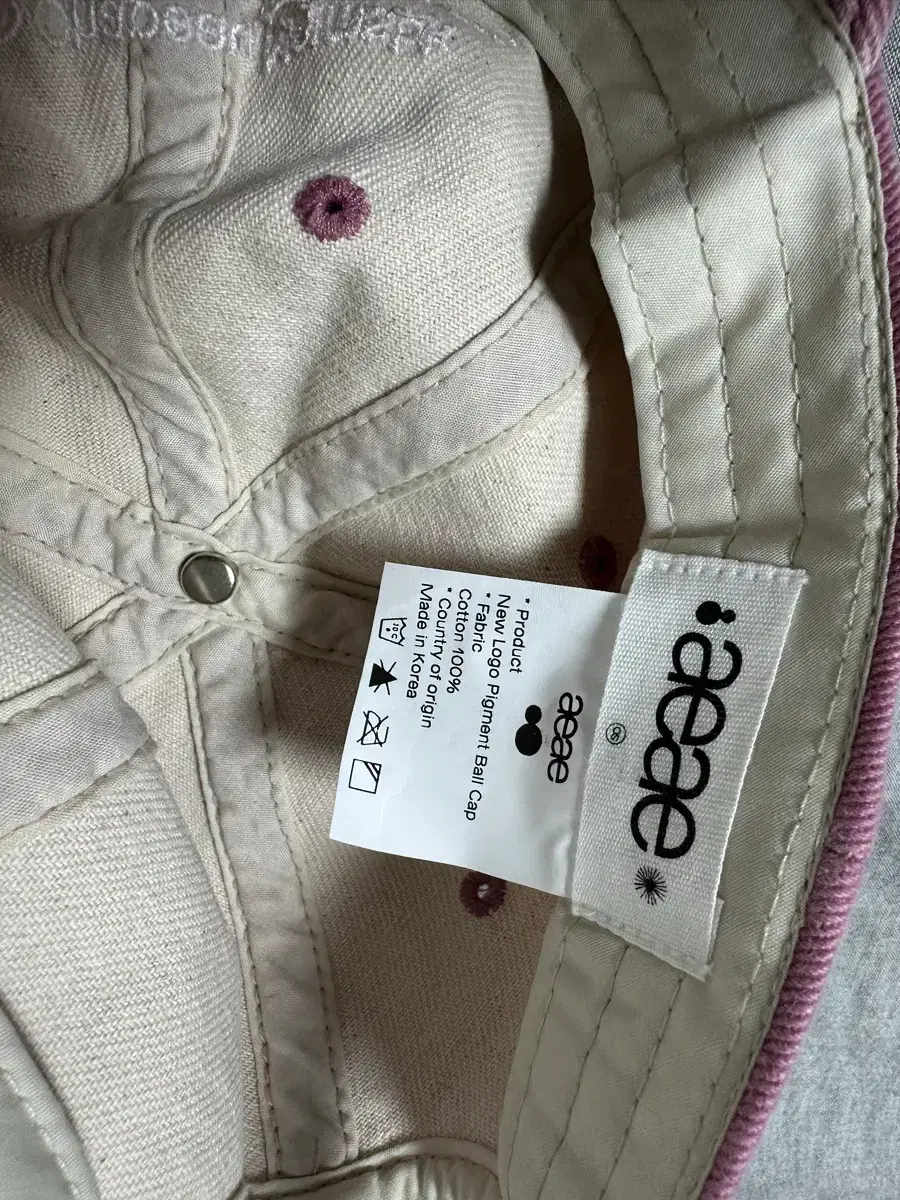 aeae
aeae
* Product
New Logo Pigment Ball Cap
* Fabric
Cotton 100%
* Country of origin
Made in Korea